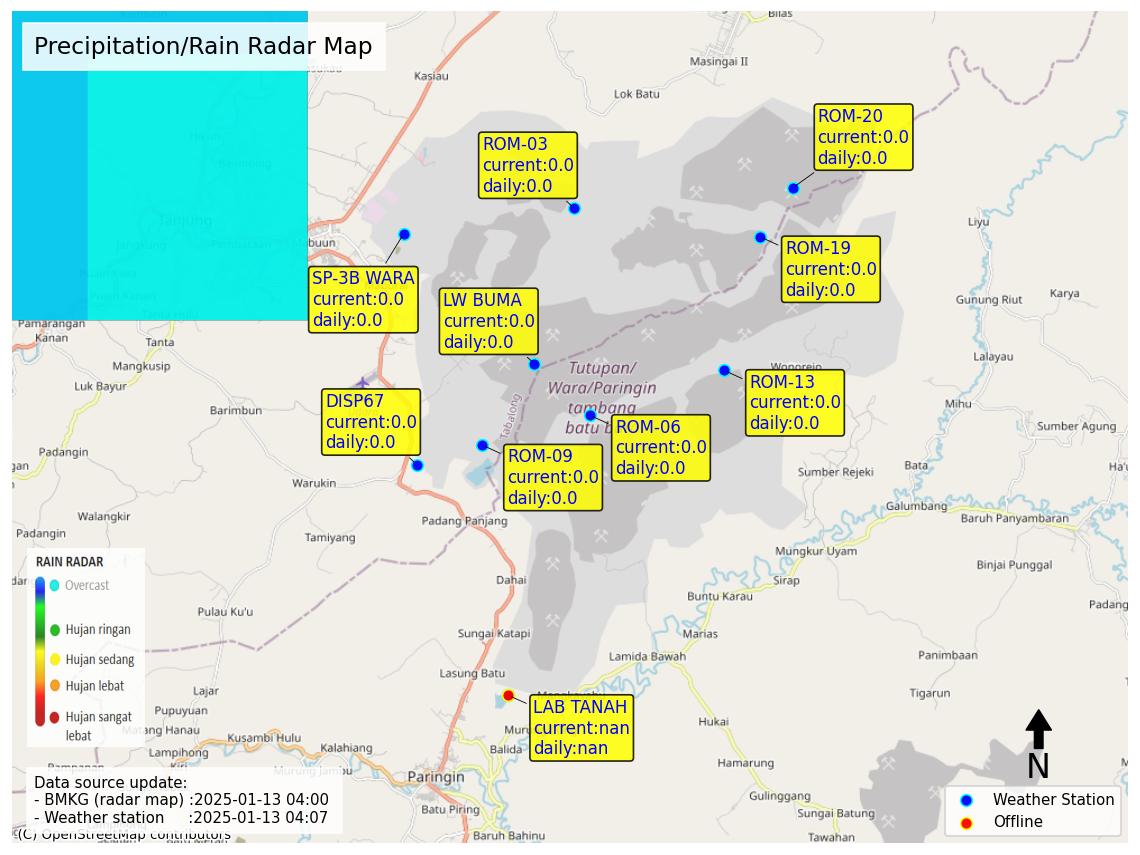 Precipitation/Rain Radar Map
Bilas
Masingai II
Kasiau
Lok Batu
ROM-20
current:0.0
daily:0.0
ROM-03
current:0.0
daily:0.0
Tanjung
Liyu
ROM-19
current:0.0
daily:0.0
SP-3B WARA
current:0.0
daily:0.0
LW BUMA
current:0.0
daily:0.0
Karya
Gunung Riut
Pamarangan
Kanan
Tanta Hulu
Tanta
Mangkusip
Luk Bayur
Lalayau
Tutupan/
Wara/Paringin
tambang
Wonorejo
ROM-13
current:0.0
daily:0.0
Barimbun
DISP67
current:0.0
daily:0.0
Tabalong
ROM-06
current:0.0
daily:0.0
Mihu
Sumber Agung
ROM-09
current:0.0
daily:0.0
Padangin
Warukin
Sumber Rejeki
Bata
Galumbang
Baruh Panyambaran
Walangkir
Padangin
Tamiyang
Padang Panjang
Mungkur Uyam
Binjai Punggal
Sirap
Dahai
Buntu Karau
RAIN RADAR
Overcast
Hujan ringan
Hujan sedang
Hujan lebat
Hujan sangat
lebat
Pulau Ku'u
Sungai Katapi
Marias
Lamida Bawah
Panimbaan
Lasung Batu
Tigarun
Lajar
Pupuyuan
LAB TANAH
current:nan
daily:nan
Hukai
Matang Hanau
Kusambi Hulu
Kalahiang
Lampihong
Balida
Hamarung
Murung Jambu
Paringin
N
Gulinggang
Batu Piring
Sungai Batung
Baruh Bahinu
Tawahan
Data source update:
- BMKG (radar map) :2025-01-13 04:00
- Weather station :2025-01-13 04:07
(C) OpenStreetMap contributors
Weather Station
Offline